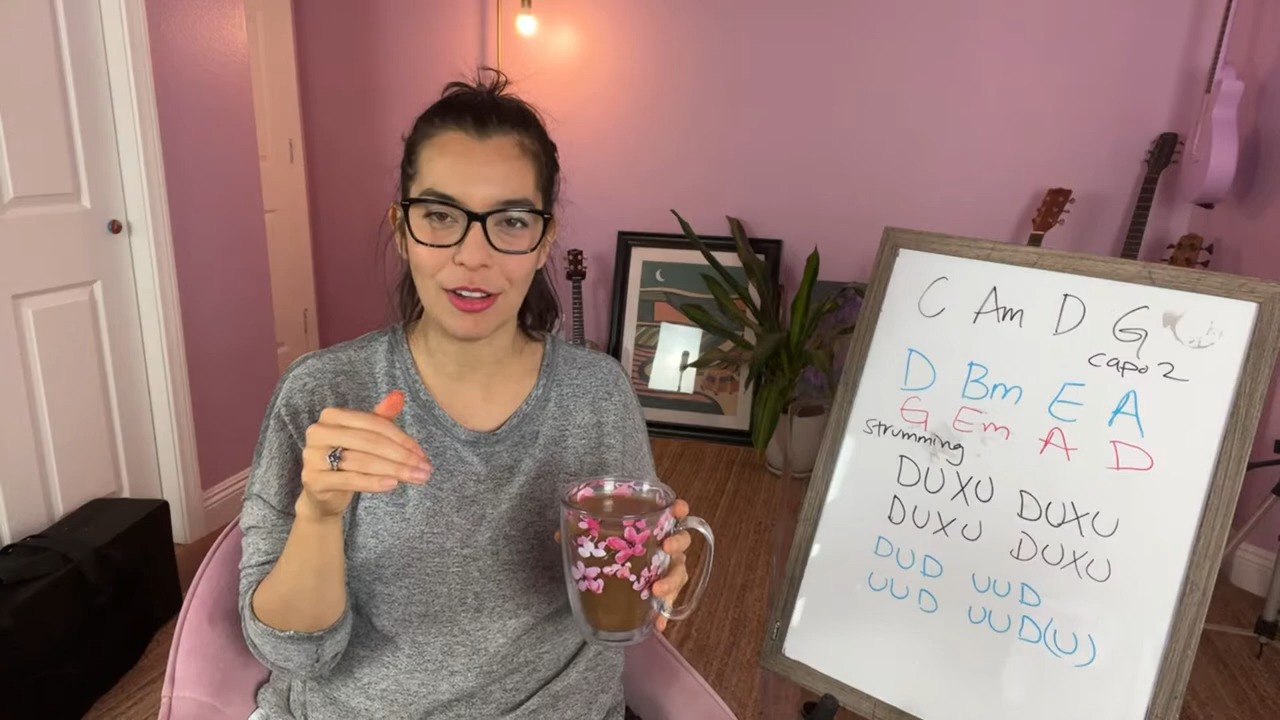 C Am D G
capo 2
D Bm E A
G Em A D
strumming
DUXU DUXU
DUXU DUXU
DUD UUD
UUD UUD(U)